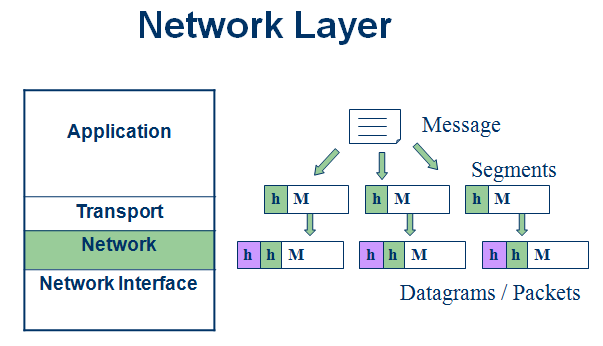 Network Layer
Application
Transport
Network
Network Interface
Message
Segments
h M h M h M
h h M h h M h h M
Datagrams / Packets